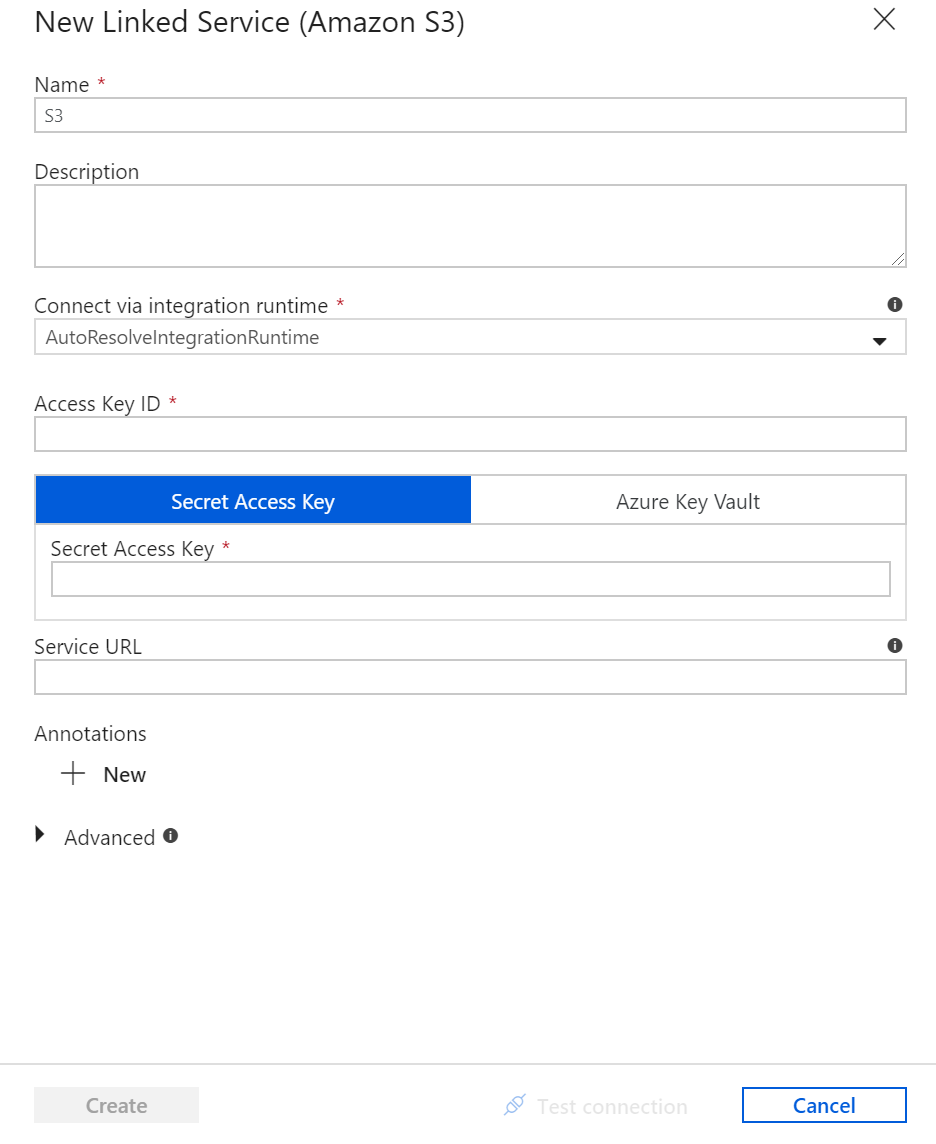 New Linked Service (Amazon S3)
Name *
S3
Description
Connect via integration runtime *
AutoResolveIntegrationRuntime
Access Key ID *
Secret Access Key
Azure Key Vault
Secret Access Key *
Service URL
Annotations
New
Advanced
Create
Test connection
Cancel